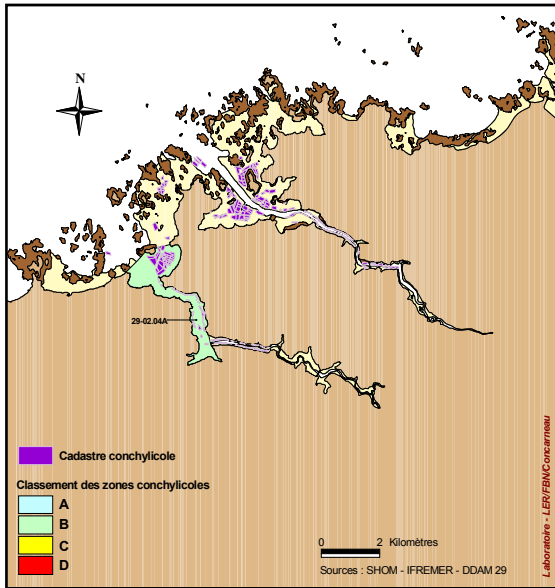 N
29-02.04A
Cadastre conchylicole
Classement des zones conchylicoles
A
B
C
D
0 2 Kilomètres
Sources : SHOM - IFREMER - DDAM 29
Laboratoire - LER/FBN/Concarneau